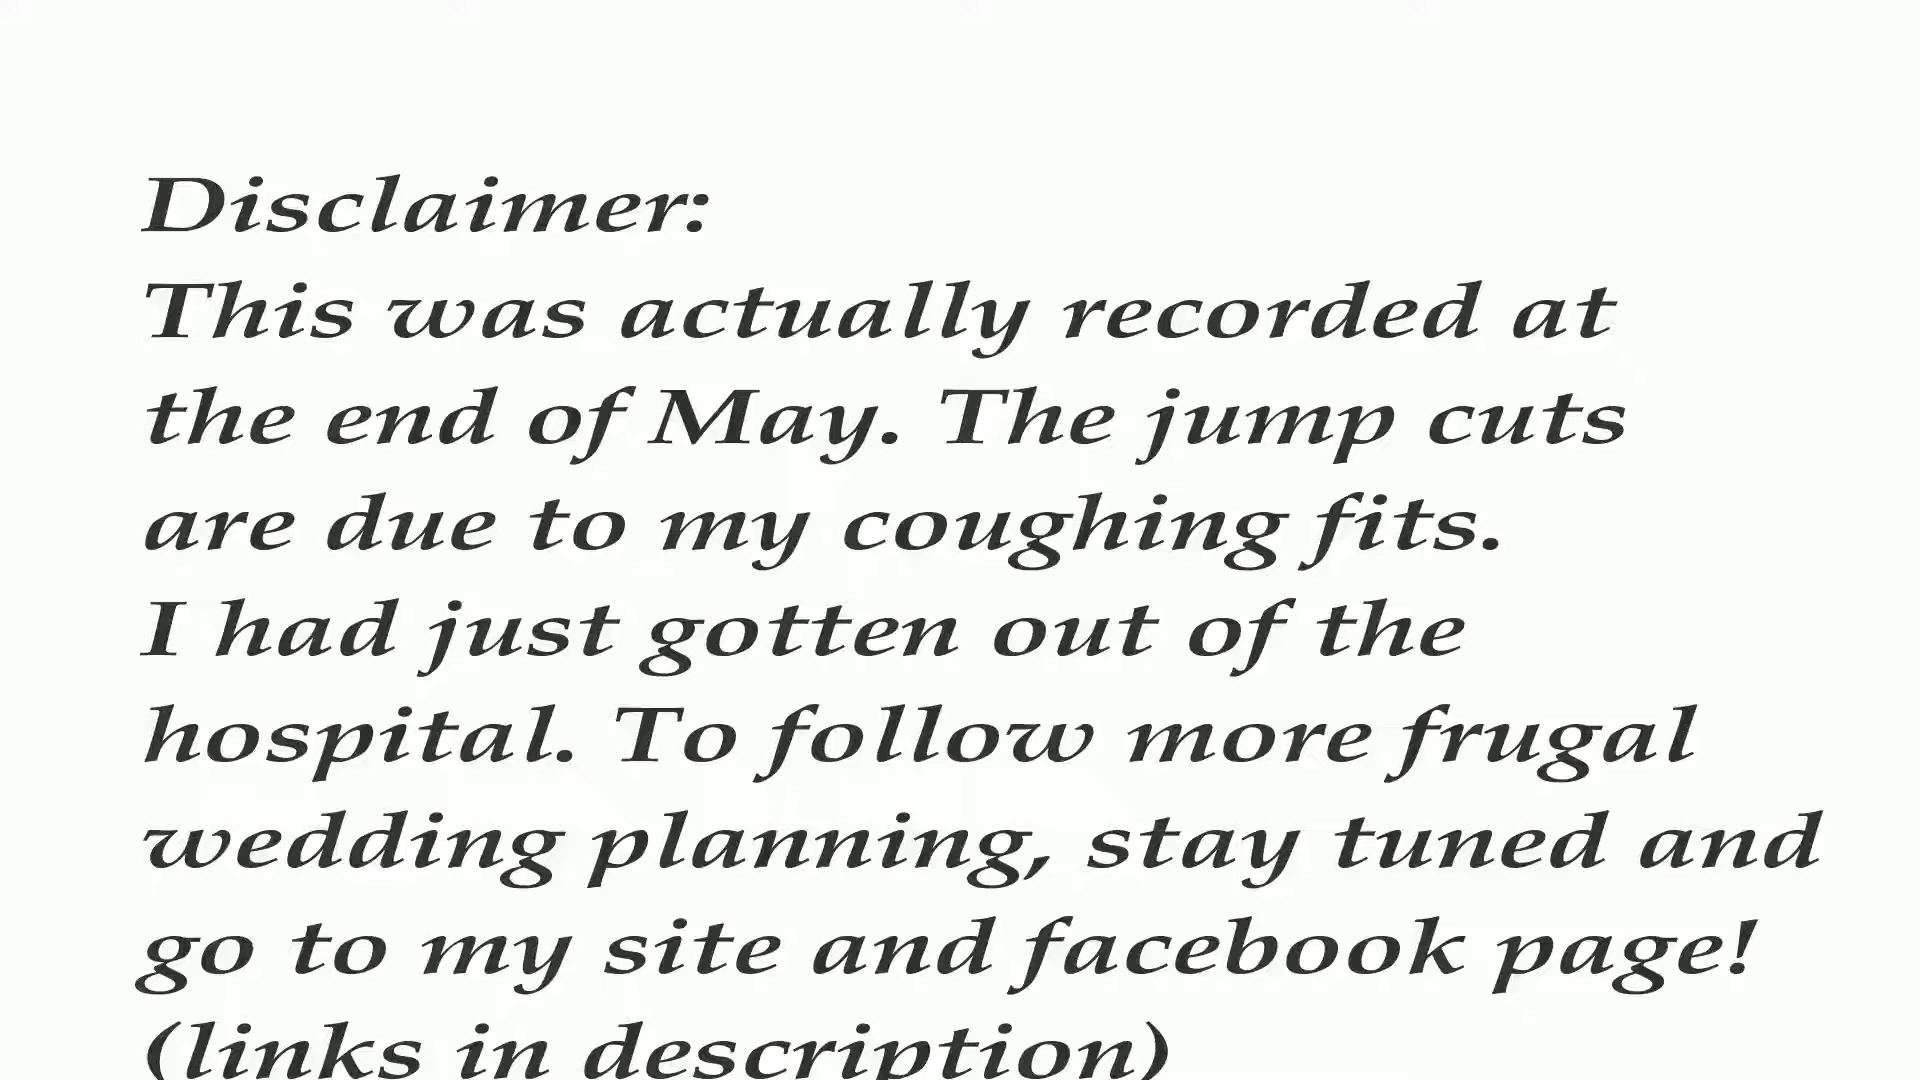 Disclaimer:
This was actually recorded at
the end of May. The jump cuts
are due to my coughing fits.
I had just gotten out of the
hospital. To follow more frugal
wedding planning, stay tuned and
go to my site and facebook page!
(links in description)